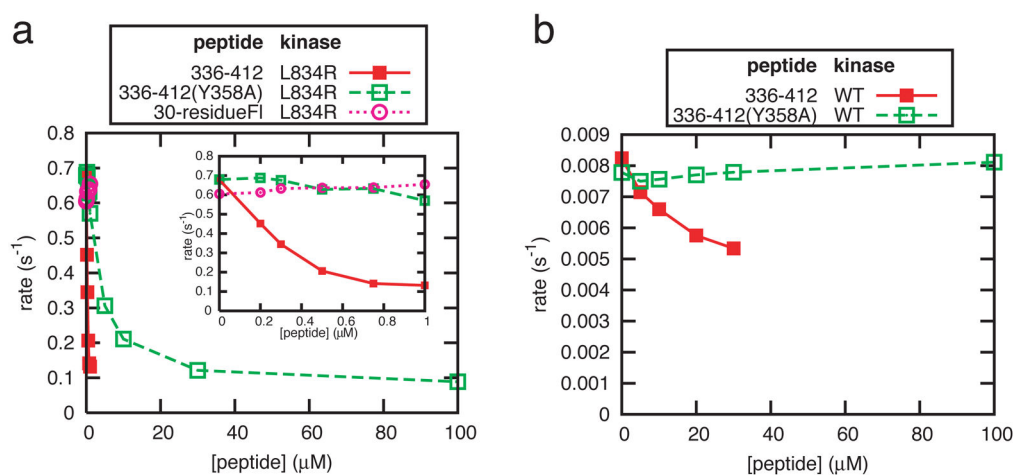 a
peptide kinase
336-412 L834R
336-412(Y358A) L834R
30-residueFl L834R
0.8
0.7
0.6
0.5
0.4
0.3
0.2
0.1
0
rate (s⁻¹)
0 20 40 60 80 100
[peptide] (μM)
0.8
0.7
0.6
0.5
0.4
0.3
0.2
0.1
0
rate (s⁻¹)
0 0.2 0.4 0.6 0.8 1
[peptide] (μM)
b
peptide kinase
336-412 WT
336-412(Y358A) WT
0.009
0.008
0.007
0.006
0.005
0.004
0.003
0.002
0.001
0.000
rate (s⁻¹)
0 20 40 60 80 100
[peptide] (μM)